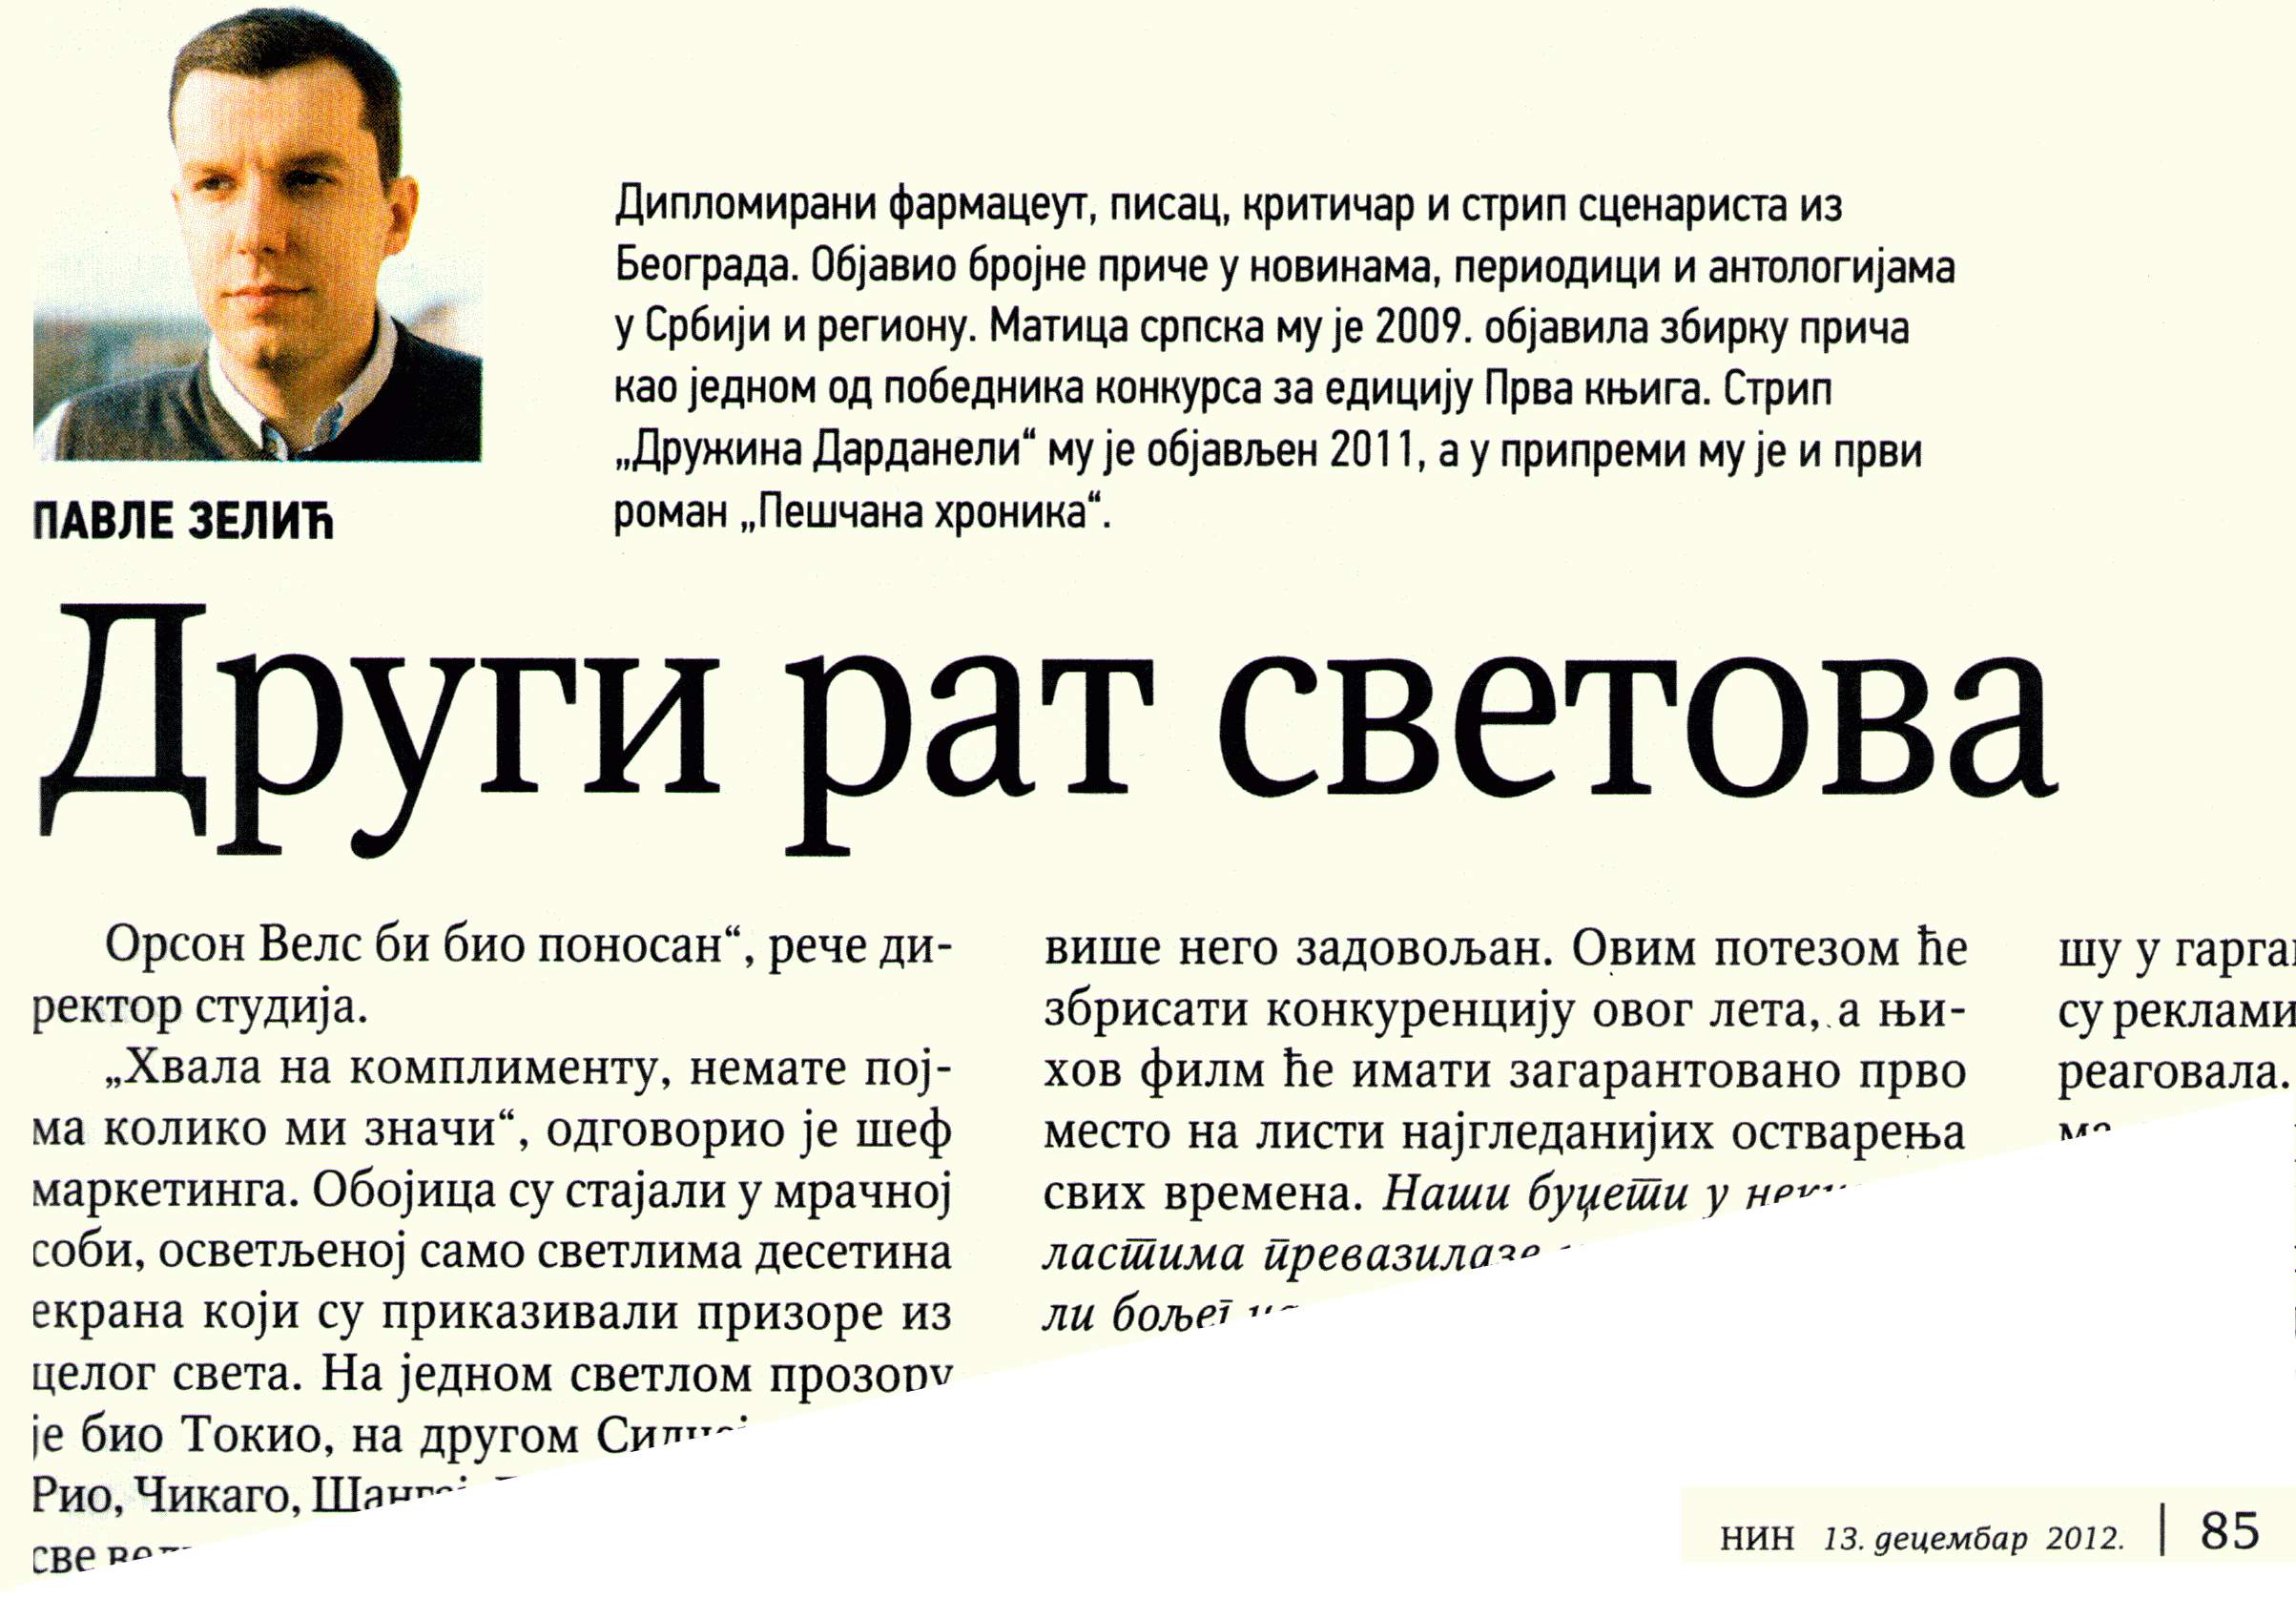 Дипломирани фармацеут, писац, критичар и стрип сценариста из
Београда. Објавио бројне приче у новинама, периодици и антологијама
у Србији и региону. Матица српска му је 2009. објавила збирку прича
као једном од победника конкурса за едицију Прва књига. Стрип
„Дружина Дарданели“ му је објављен 2011, а у припреми му је и први
роман „Пешчана хроника“.
ПАВЛЕ ЗЕЛИЋ
Други рат светова
Орсон Велс би био поносан“, рече ди-
ректор студија.
„Хвала на комплименту, немате пој-
ма колико ми значи“, одговорио је шеф
маркетинга. Обојица су стајали у мрачној
соби, осветљеној само светлима десетина
екрана који су приказивали призоре из
целог света. На једном светлом прозору
је био Токио, на другом
Рио, Чикаго,
све
више него задовољан. Овим потезом ће
збрисати конкуренцију овог лета, а њи-
хов филм ће имати загарантовано прво
место на листи најгледанијих остварења
свих времена. Наши буџети у
ластима превазилазе
ли бољег
шу у
су реклами
реаговала.
НИН 13. децембар 2012. | 85